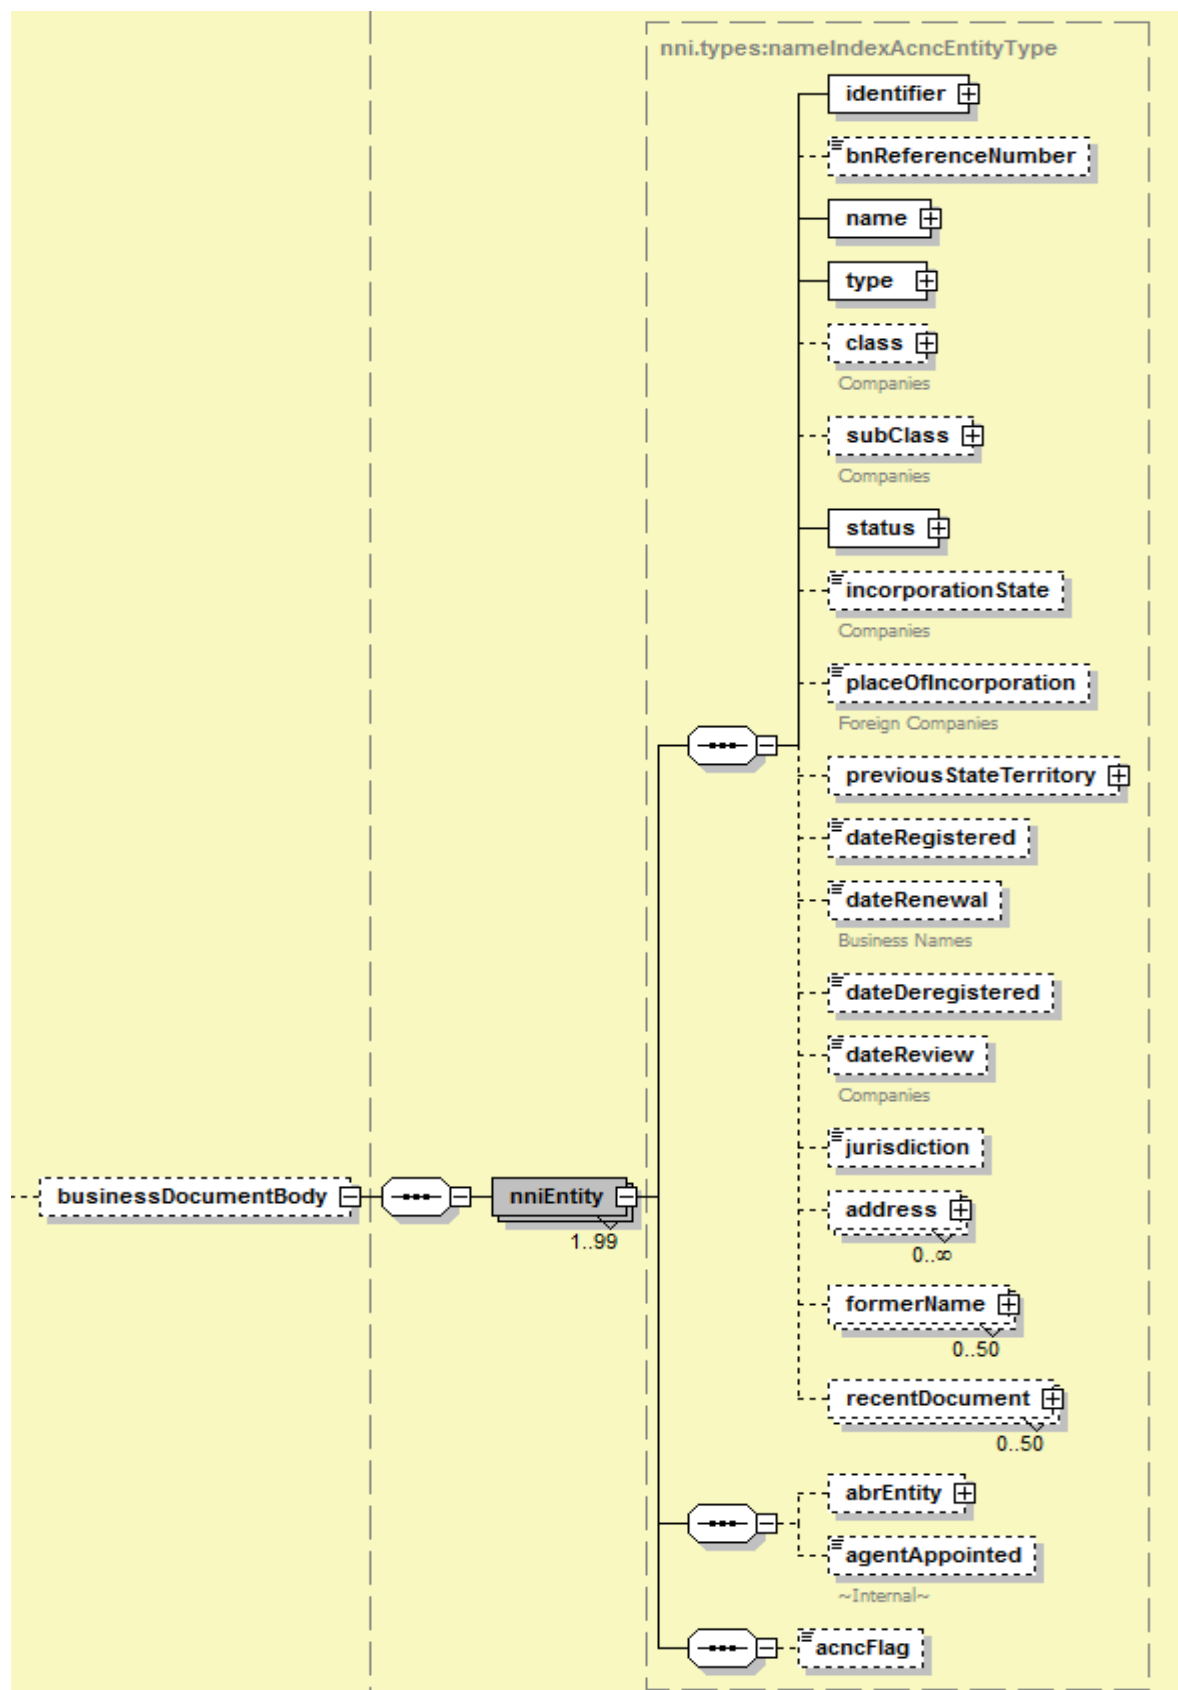 nni.types:nameIndexAcncEntityType
identifier
bnReferenceNumber
name
type
class
Companies
subClass
Companies
status
incorporationState
Companies
placeOfIncorporation
Foreign Companies
previousStateTerritory
dateRegistered
dateRenewal
Business Names
dateDeregistered
dateReview
Companies
jurisdiction
businessDocumentBody
nniEntity
1..99
address
0..∞
formerName
0..50
recentDocument
0..50
abrEntity
agentAppointed
~Internal~
acncFlag